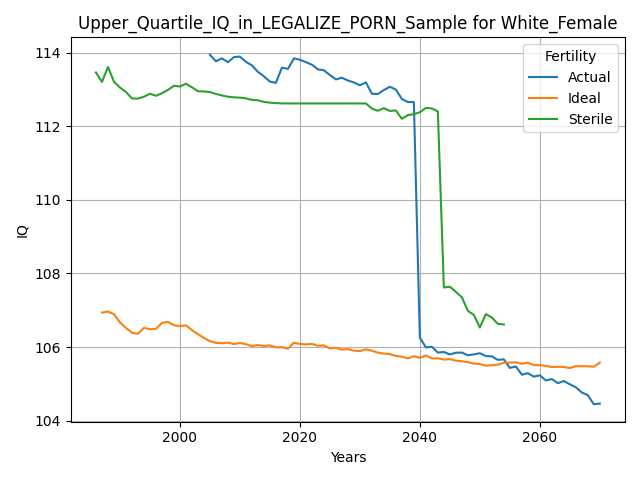 Upper_Quartile_IQ_in_LEGALIZE_PORN_Sample for White_Female
Fertility
Actual
Ideal
Sterile
114
112
110
108
106
104
IQ
2000
2020
2040
2060
Years